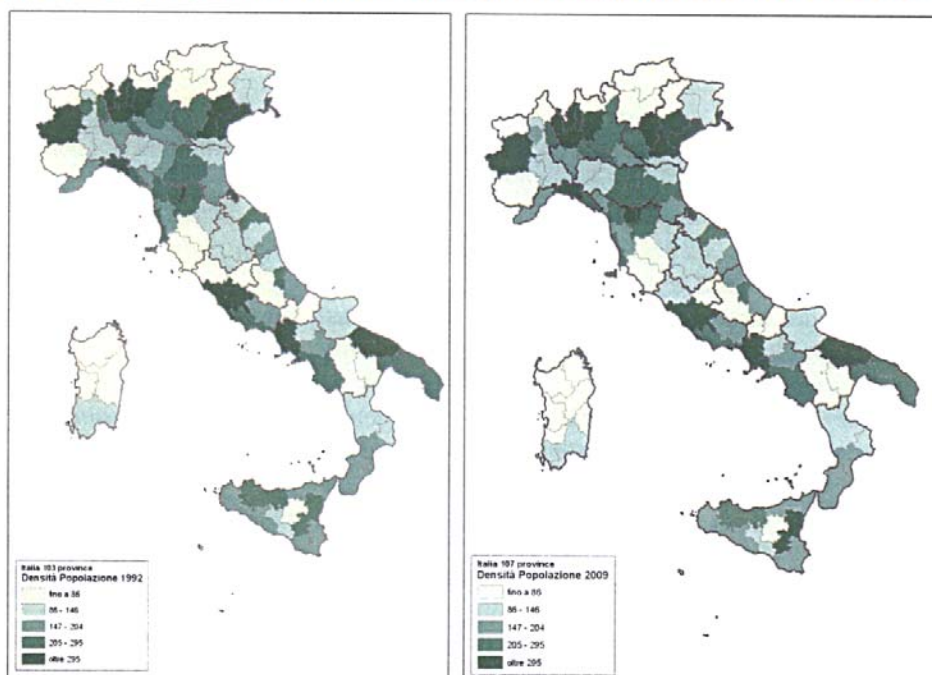 Italia 103 province
Densità Popolazione 1992
fino a 86
86 - 146
147 - 204
205 - 295
oltre 295
Italia 107 province
Densità Popolazione 2009
fino a 86
86 - 146
147 - 204
205 - 295
oltre 295